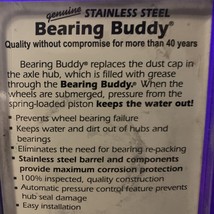 genuine STAINLESS STEEL
Bearing Buddy®
Quality without compromise for more than 40 years
Bearing Buddy® replaces the dust cap in
the axle hub, which is filled with grease
through the Bearing Buddy.® When the
wheels are submerged, pressure from the
spring-loaded piston keeps the water out!
• Prevents wheel bearing failure
• Keeps water and dirt out of hubs and
bearings
• Eliminates the need for bearing re-packing
• Stainless steel barrel and components
provide maximum corrosion protection
• 100% inspected, quality construction
• Automatic pressure control feature prevents
hub seal damage
• Easy installation